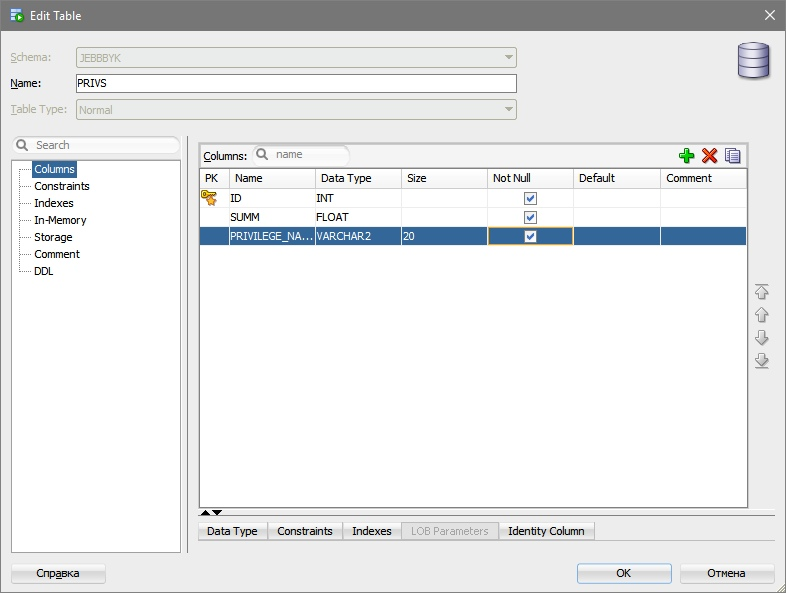 Edit Table
Schema: JEBBBYK
Name: PRIVS
Table Type: Normal
Search
Columns
Constraints
Indexes
In-Memory
Storage
Comment
DDL
Columns: name
PK Name Data Type Size Not Null Default Comment
ID INT
SUMM FLOAT
PRIVILEGE_NA... VARCHAR2 20
Data Type Constraints Indexes LOB Parameters Identity Column
Справка OK Отмена